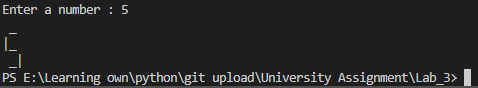 Enter a number : 5
 _
|_
 _|
PS E:\Learning own\python\git upload\University Assignment\Lab_3>